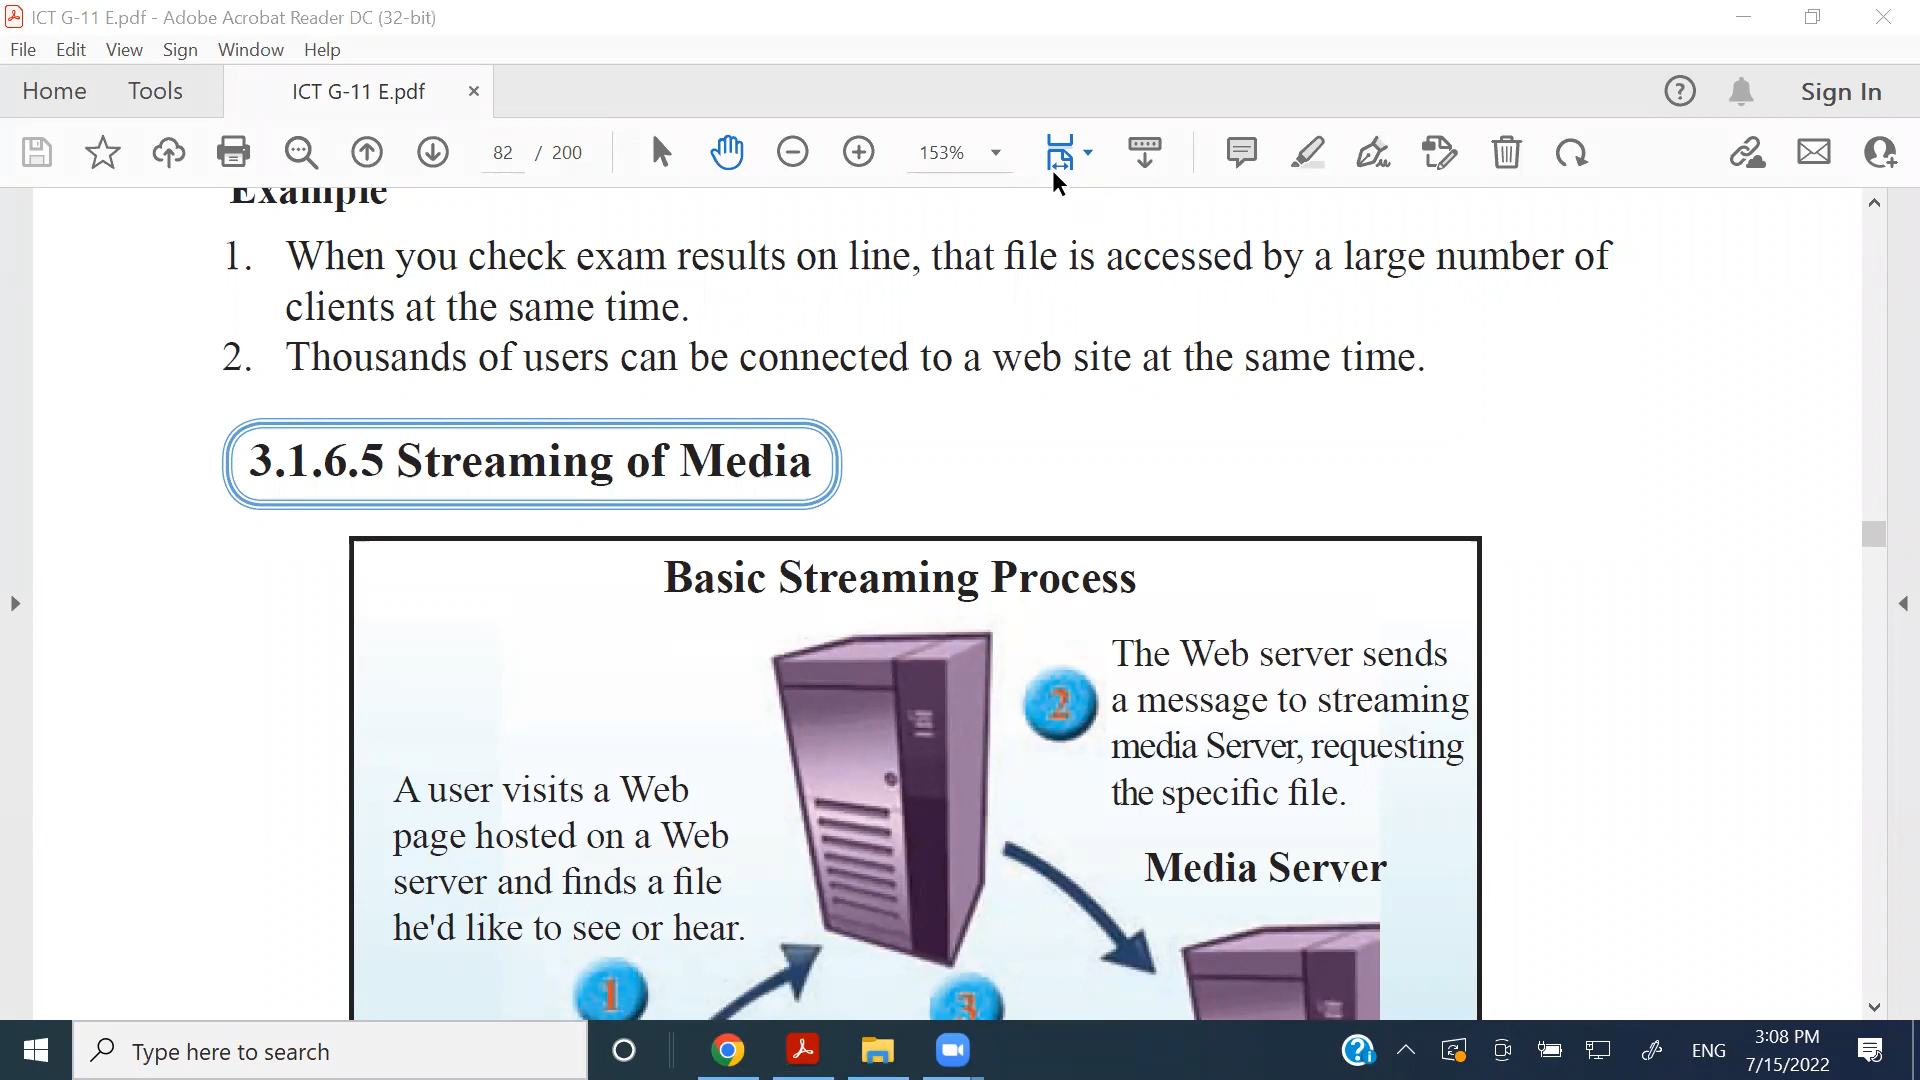 ICT G-11 E.pdf - Adobe Acrobat Reader DC (32-bit)
File Edit View Sign Window Help
Home Tools ICT G-11 E.pdf × Sign In
82 / 200 153%
Example
1. When you check exam results on line, that file is accessed by a large number of
clients at the same time.
2. Thousands of users can be connected to a web site at the same time.
3.1.6.5 Streaming of Media
Basic Streaming Process
2
The Web server sends
a message to streaming
media Server, requesting
the specific file.
A user visits a Web
page hosted on a Web
server and finds a file
he'd like to see or hear.
Media Server
1
3
Type here to search
ENG
3:08 PM
7/15/2022